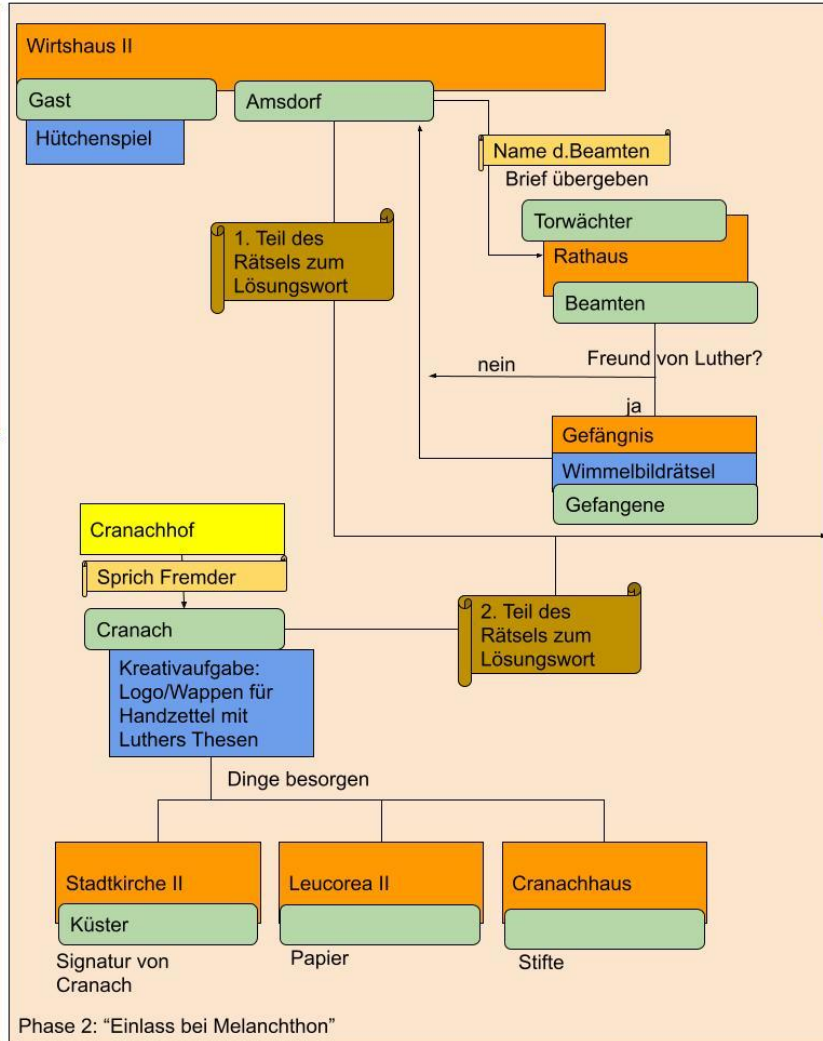 Wirtshaus II
Gast
Amsdorf
Hütchenspiel
Name d.Beamten
Brief übergeben
Torwächter
1. Teil des
Rätsels zum
Lösungswort
Rathaus
Beamten
Freund von Luther?
nein
ja
Gefängnis
Wimmelbildrätsel
Gefangene
Cranachhof
Sprich Fremder
Cranach
2. Teil des
Rätsels zum
Lösungswort
Kreativaufgabe:
Logo/Wappen für
Handzettel mit
Luthers Thesen
Dinge besorgen
Stadtkirche II
Leucorea II
Cranachhaus
Küster
Signatur von
Cranach
Papier
Stifte
Phase 2: “Einlass bei Melanchthon”